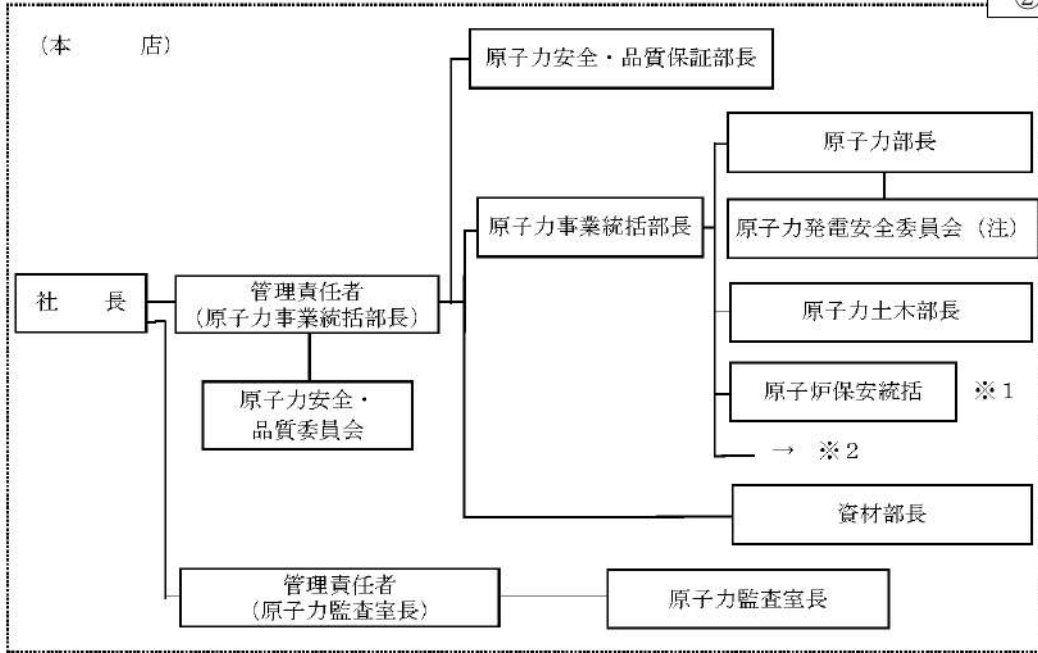 ②
(本　　　店)
原子力安全・品質保証部長
原子力部長
原子力事業統括部長
原子力発電安全委員会（注）
社　　長
管理責任者
(原子力事業統括部長)
原子力土木部長
原子力安全・
品質委員会
原子炉保安統括
※1
→　※2
資材部長
管理責任者
(原子力監査室長)
原子力監査室長